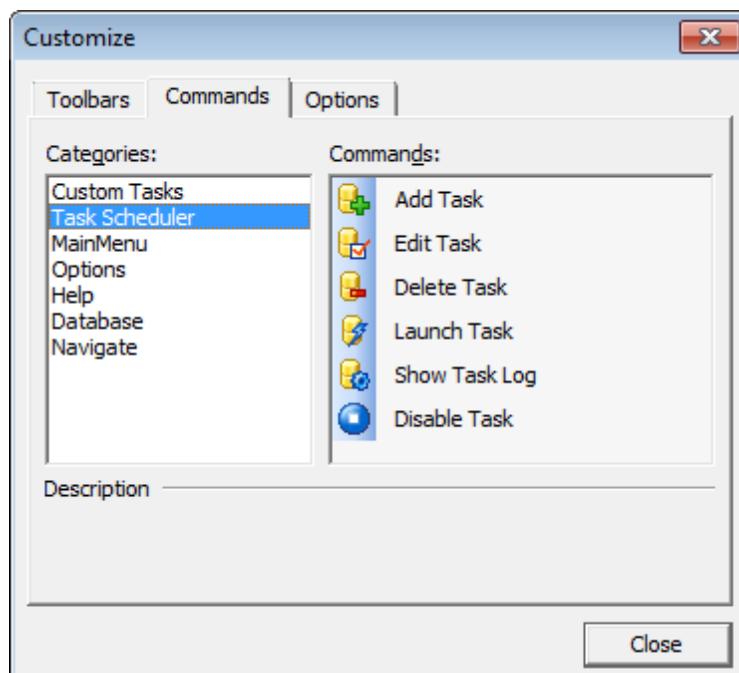 Customize
Toolbars Commands Options
Categories:
Custom Tasks
Task Scheduler
MainMenu
Options
Help
Database
Navigate
Commands:
Add Task
Edit Task
Delete Task
Launch Task
Show Task Log
Disable Task
Description
Close